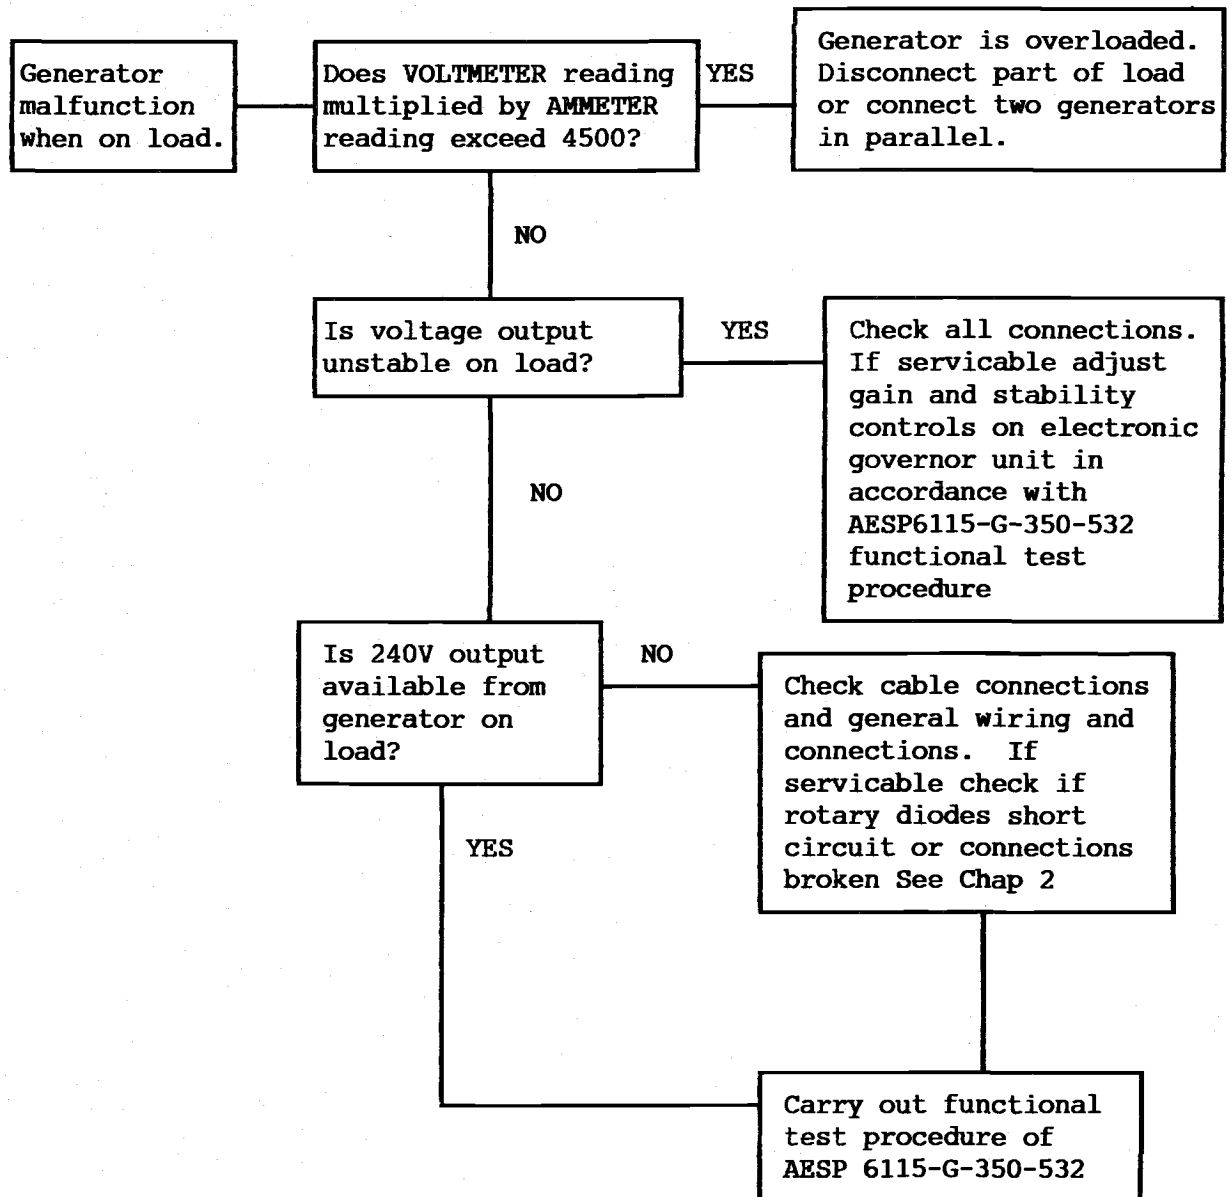 Generator
malfunction
when on load.
Does VOLTMETER reading
multiplied by AMMETER
reading exceed 4500?
YES
Generator is overloaded.
Disconnect part of load
or connect two generators
in parallel.
NO
Is voltage output
unstable on load?
YES
Check all connections.
If servicable adjust
gain and stability
controls on electronic
governor unit in
accordance with
AESP6115-G-350-532
functional test
procedure
NO
Is 240V output
available from
generator on
load?
NO
Check cable connections
and general wiring and
connections. If
servicable check if
rotary diodes short
circuit or connections
broken See Chap 2
YES
Carry out functional
test procedure of
AESP 6115-G-350-532